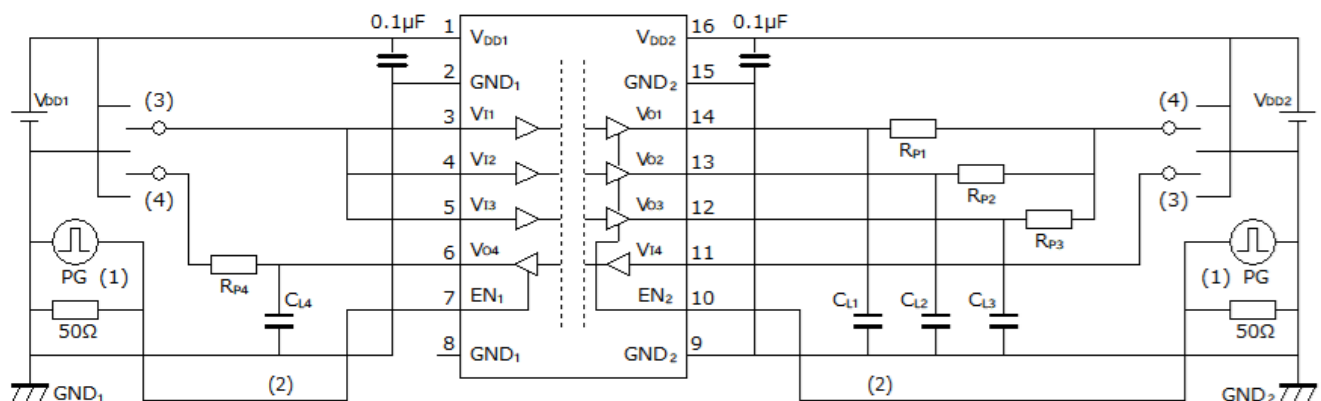 0.1µF 1 16 0.1µF
VDD1 VDD2
2 GND1 GND2 15
VDD1 (3) (4) VDD2
3 VI1 VO1 14
RP1
4 VI2 VO2 13
(4) RP2 (3)
5 VI3 VO3 12
RP3
6 VO4 VI4 11
PG (1) RP4 (1) PG
CL4 7 EN1 EN2 10 CL1 CL2 CL3
50Ω 50Ω
8 GND1 GND2 9
GND1 (2) (2) GND2